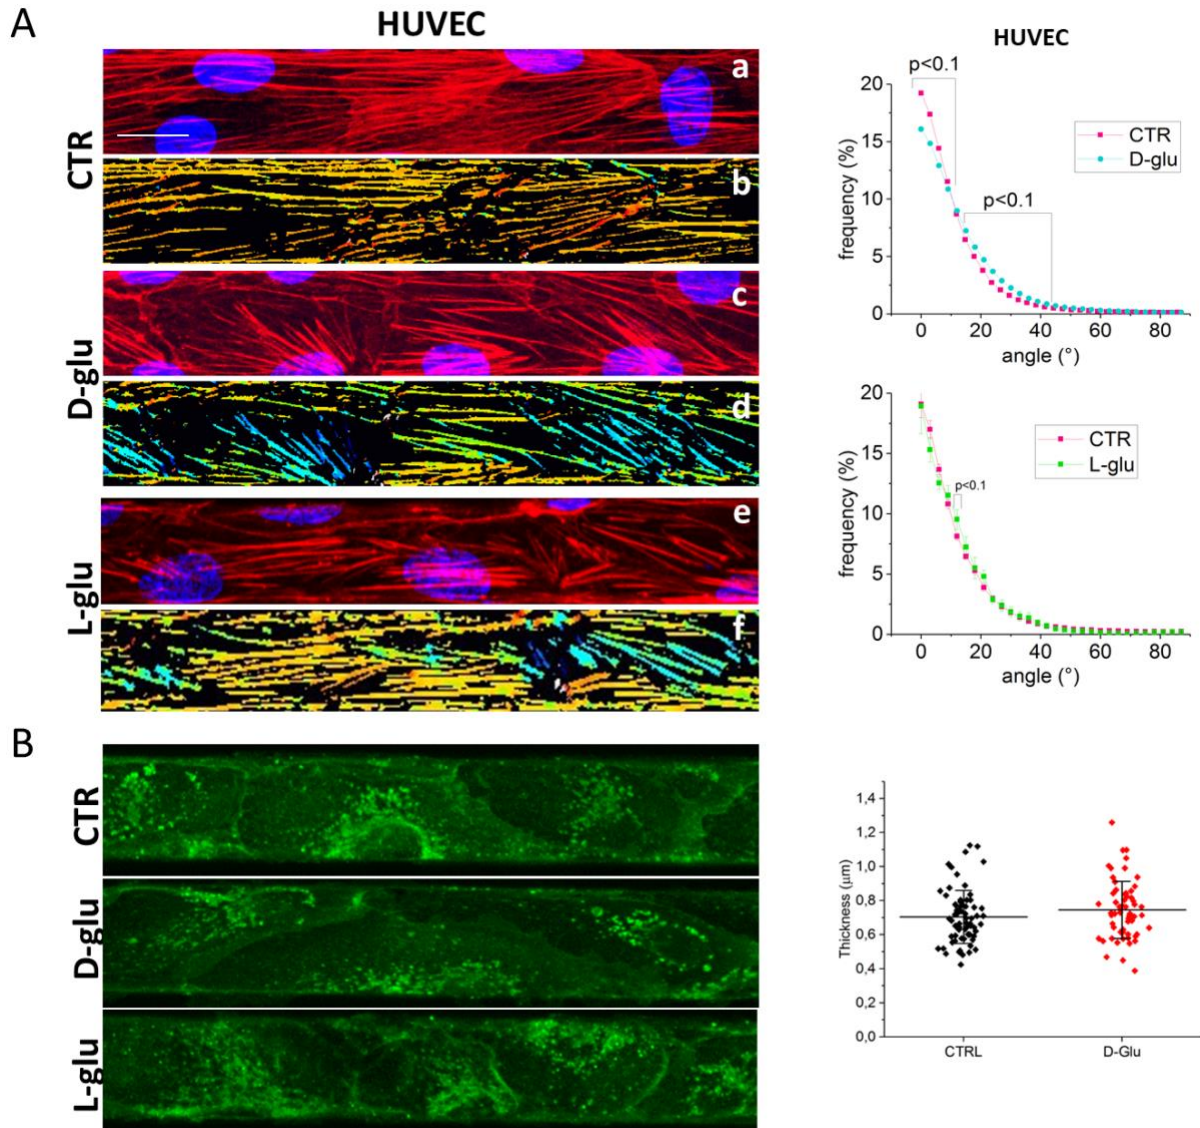 A
HUVEC
CTR
a
b
D-glu
c
d
L-glu
e
f
HUVEC
p<0.1
p<0.1
CTR
D-glu
frequency (%)
20
15
10
5
0
0 20 40 60 80
angle (°)
p<0.1
CTR
L-glu
frequency (%)
20
15
10
5
0
0 20 40 60 80
angle (°)
B
CTR
D-glu
L-glu
Thickness (μm)
1,4
1,2
1,0
0,8
0,6
0,4
0,2
0,0
CTRL D-Glu